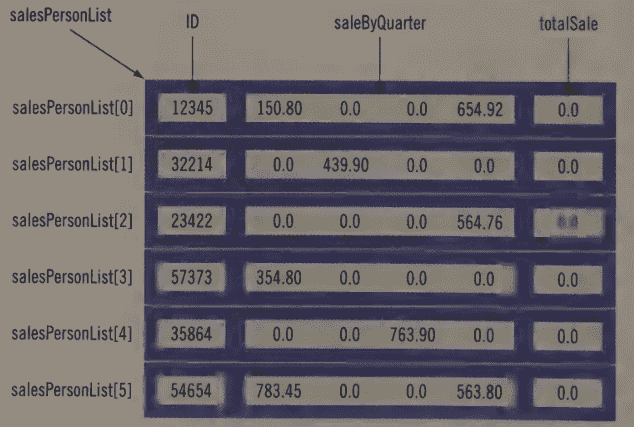 salesPersonList ID saleByQuarter totalSale
salesPersonList[0] 12345 150.80 0.0 0.0 654.92 0.0
salesPersonList[1] 32214 0.0 439.90 0.0 0.0 0.0
salesPersonList[2] 23422 0.0 0.0 0.0 564.76
salesPersonList[3] 57373 354.80 0.0 0.0 0.0 0.0
salesPersonList[4] 35864 0.0 0.0 763.90 0.0 0.0
salesPersonList[5] 54654 783.45 0.0 0.0 563.80 0.0